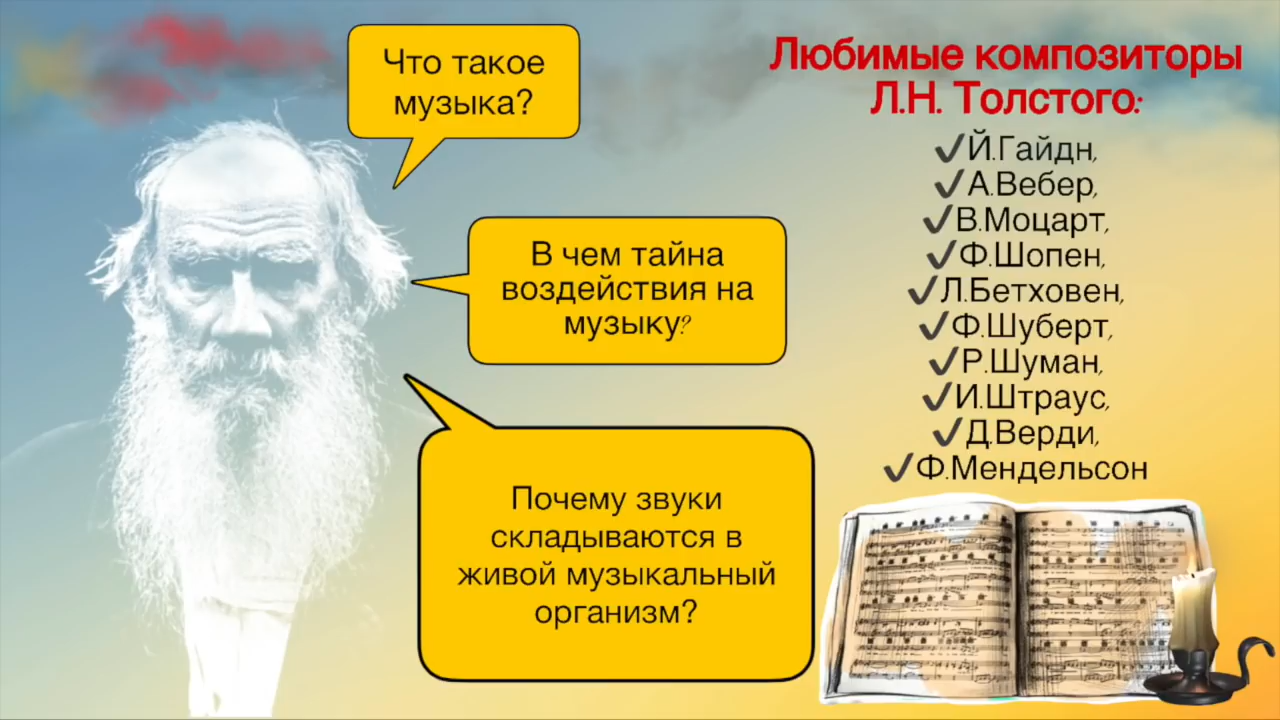 Что такое
музыка?
В чем тайна
воздействия на
музыку?
Почему звуки
складываются в
живой музыкальный
организм?
Любимые композиторы
Л.Н. Толстого:
✔Й.Гайдн,
✔А.Вебер,
✔В.Моцарт,
✔Ф.Шопен,
✔Л.Бетховен,
✔Ф.Шуберт,
✔Р.Шуман,
✔И.Штраус,
✔Д.Верди,
✔Ф.Мендельсон